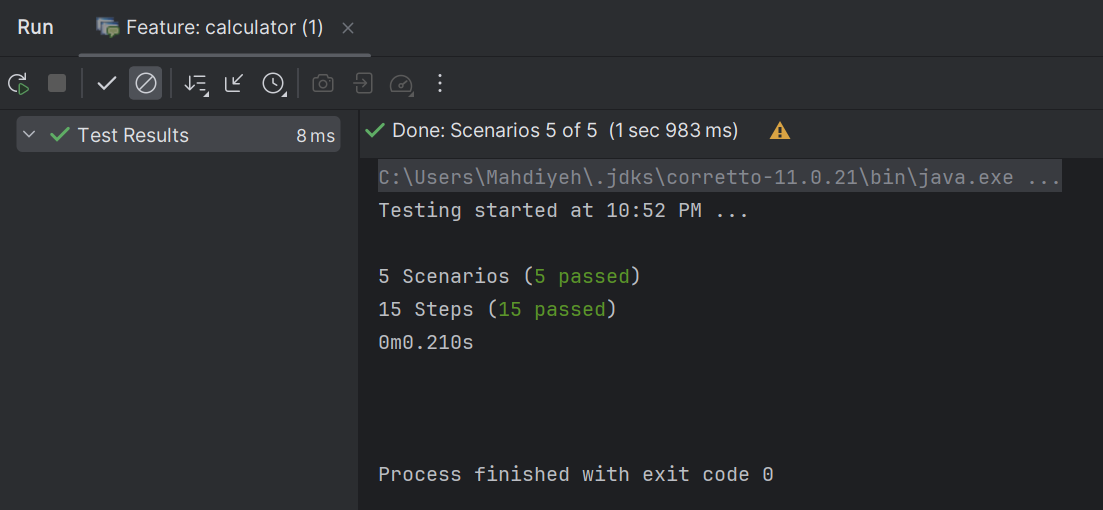 Run
Feature: calculator (1)
Test Results
8 ms
Done: Scenarios 5 of 5 (1 sec 983 ms)
C:\Users\Mahdiyeh\.jdks\corretto-11.0.21\bin\java.exe ...
Testing started at 10:52 PM ...
5 Scenarios (5 passed)
15 Steps (15 passed)
0m0.210s
Process finished with exit code 0